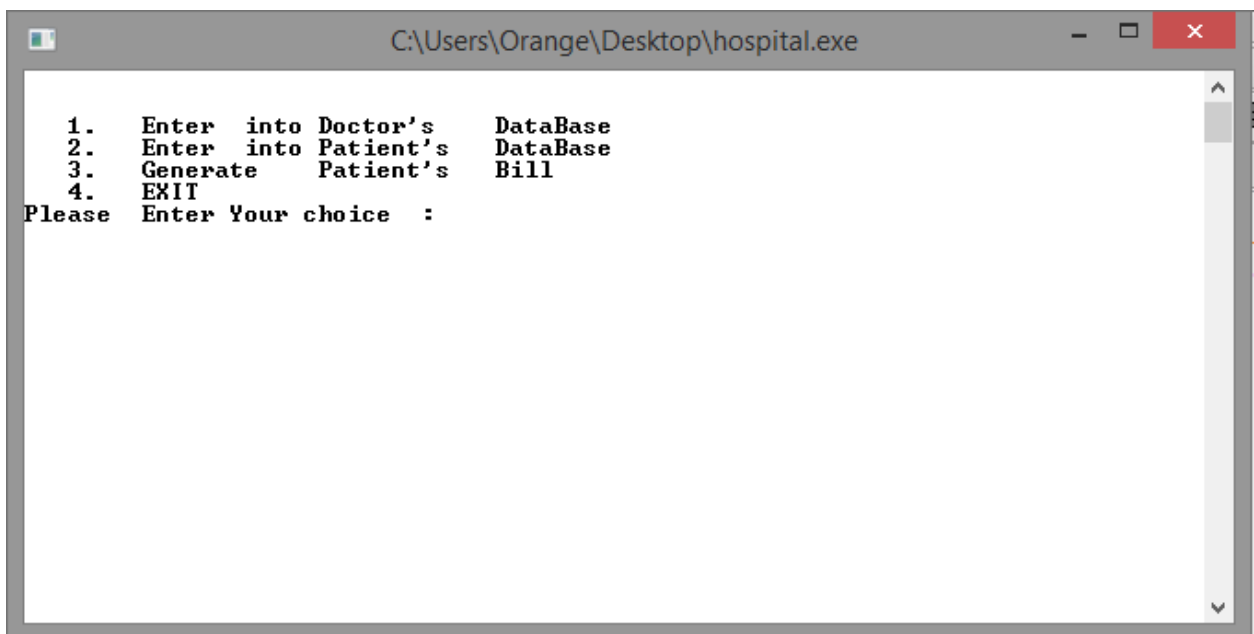 C:\Users\Orange\Desktop\hospital.exe
1. Enter into Doctor's DataBase
2. Enter into Patient's DataBase
3. Generate Patient's Bill
4. EXIT
Please Enter Your choice :